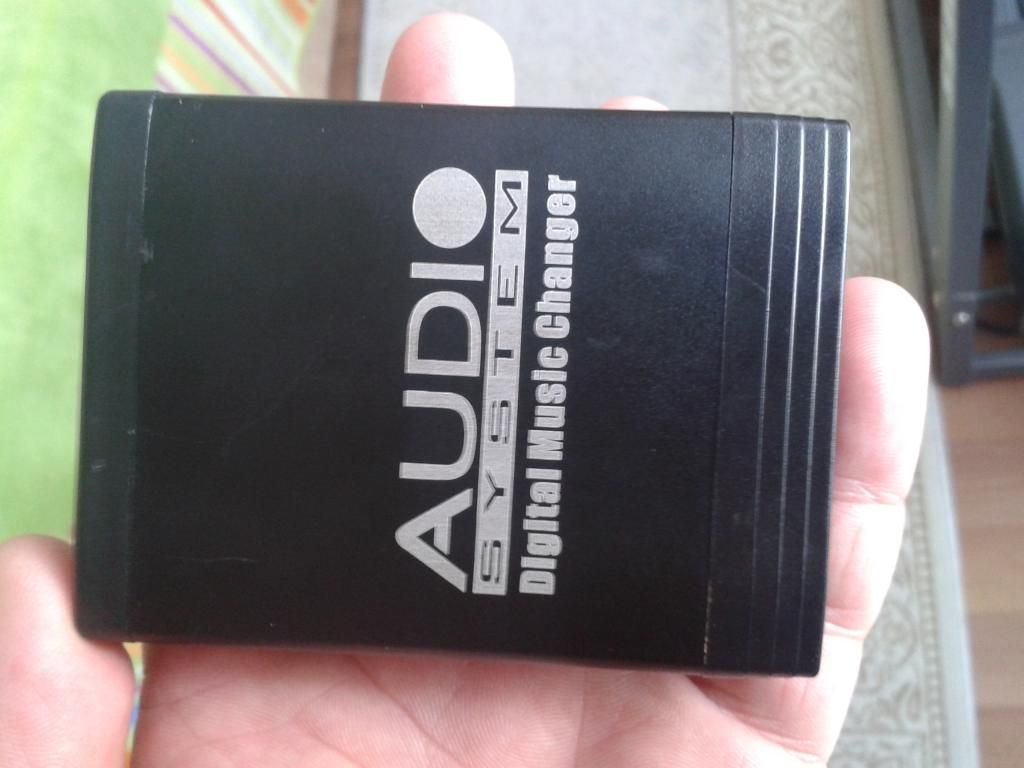 AUDIO
SYSTEM
Digital Music Changer